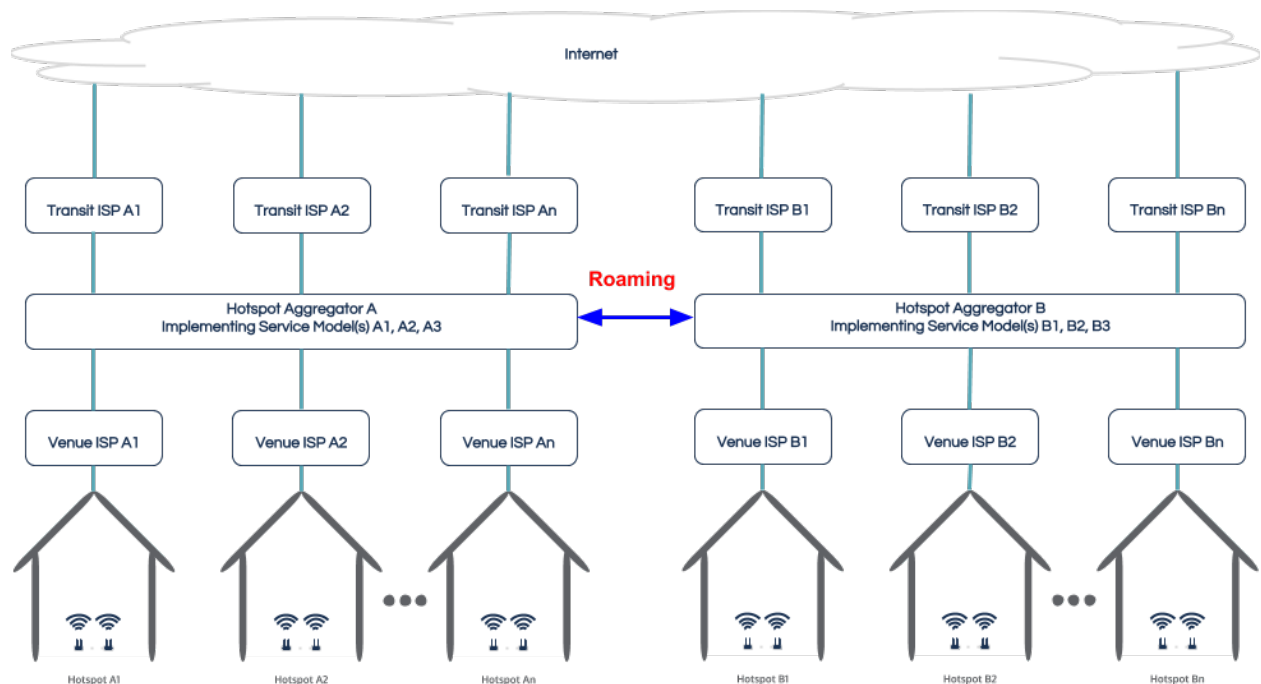 Internet
Transit ISP A1
Transit ISP A2
Transit ISP An
Transit ISP B1
Transit ISP B2
Transit ISP Bn
Roaming
Hotspot Aggregator A
Implementing Service Model(s) A1, A2, A3
Hotspot Aggregator B
Implementing Service Model(s) B1, B2, B3
Venue ISP A1
Venue ISP A2
Venue ISP An
Venue ISP B1
Venue ISP B2
Venue ISP Bn
Hotspot A1
Hotspot A2
Hotspot An
Hotspot B1
Hotspot B2
Hotspot Bn